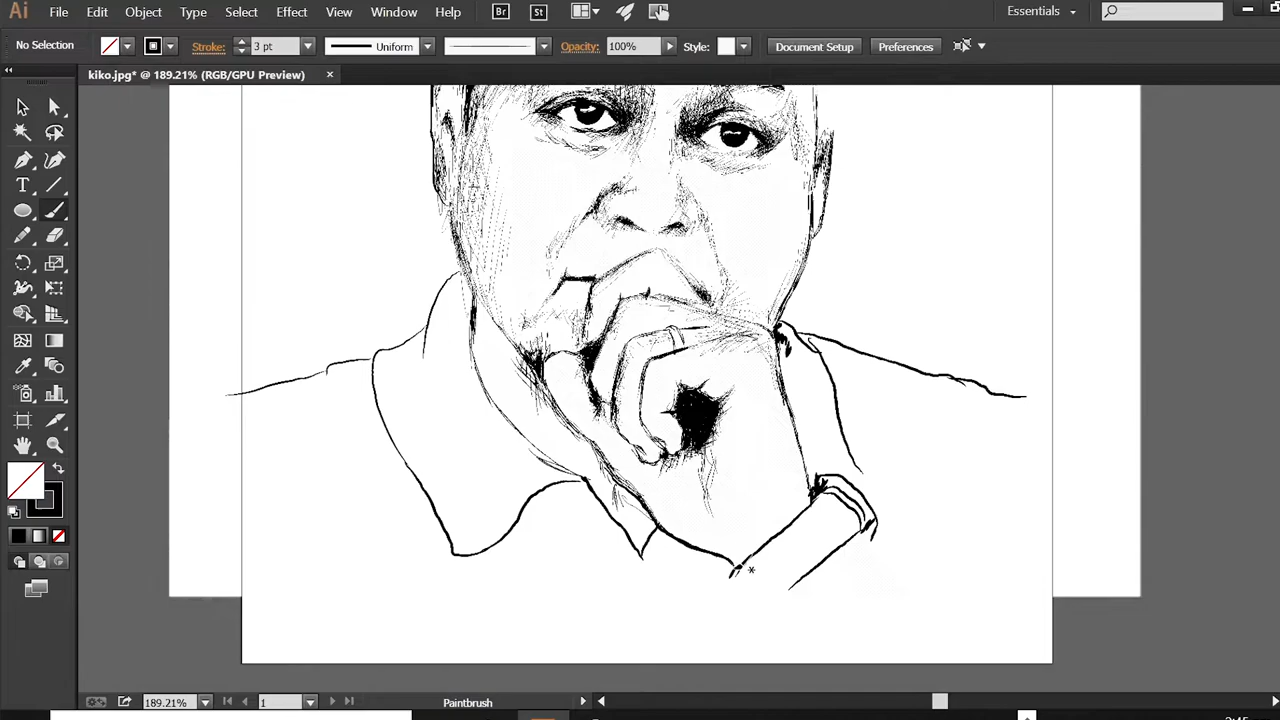 Ai File Edit Object Type Select Effect View Window Help Br St Essentials
No Selection Stroke: 3 pt Uniform Opacity: 100% Style: Document Setup Preferences
kiko.jpg* @ 189.21% (RGB/GPU Preview) ×
T
189.21% 1 Paintbrush